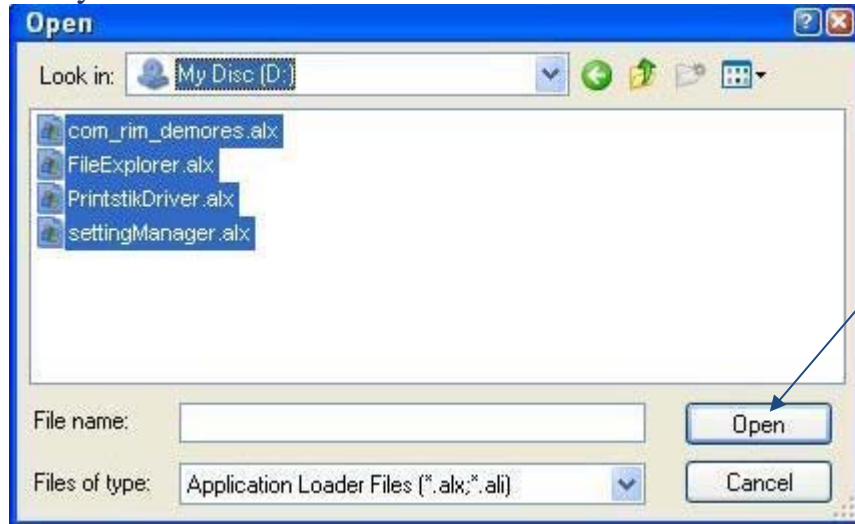 Open
Look in: My Disc (D:)
com_rim_demores.alx
FileExplorer.alx
PrintstikDriver.alx
settingManager.alx
File name:
Open
Files of type: Application Loader Files (*.alx;*.ali)
Cancel